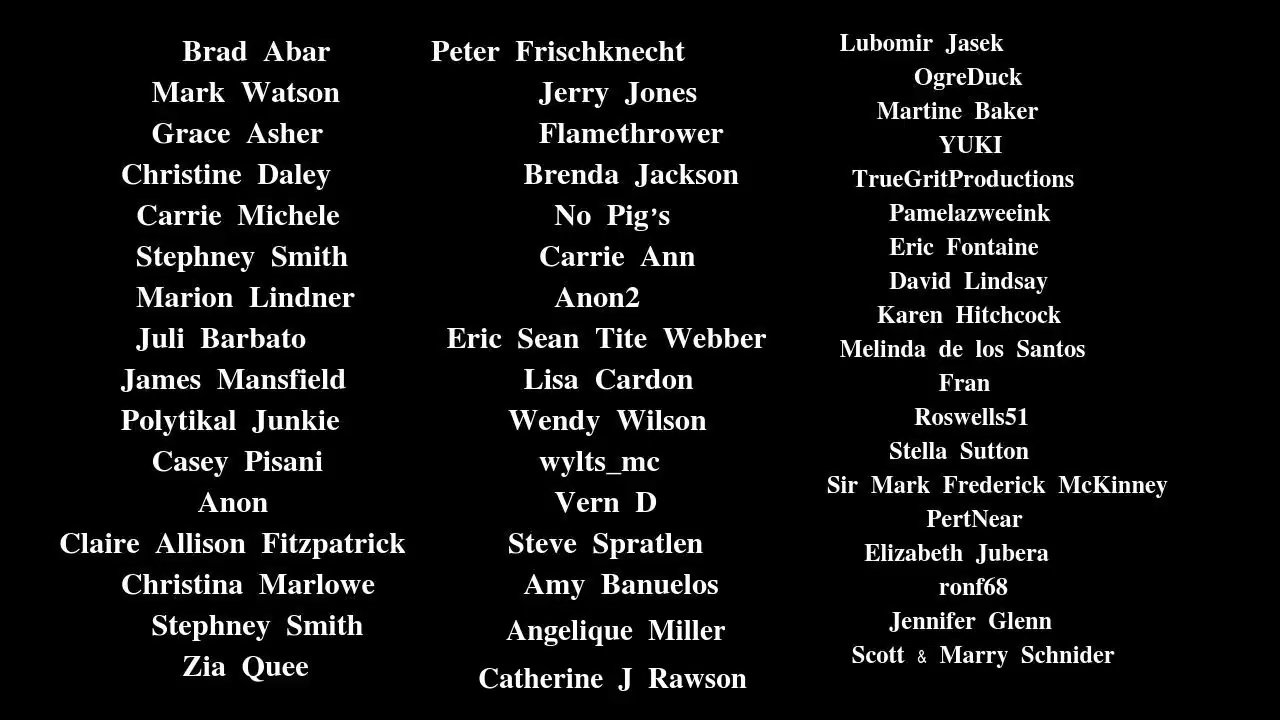 Brad Abar
Mark Watson
Grace Asher
Christine Daley
Carrie Michele
Stephney Smith
Marion Lindner
Juli Barbato
James Mansfield
Polytikal Junkie
Casey Pisani
Anon
Claire Allison Fitzpatrick
Christina Marlowe
Stephney Smith
Zia Quee
Peter Frischknecht
Jerry Jones
Flamethrower
Brenda Jackson
No Pig’s
Carrie Ann
Anon2
Eric Sean Tite Webber
Lisa Cardon
Wendy Wilson
wylts_mc
Vern D
Steve Spratlen
Amy Banuelos
Angelique Miller
Catherine J Rawson
Lubomir Jasek
OgreDuck
Martine Baker
YUKI
TrueGritProductions
Pamelazweeink
Eric Fontaine
David Lindsay
Karen Hitchcock
Melinda de los Santos
Fran
Roswells51
Stella Sutton
Sir Mark Frederick McKinney
PertNear
Elizabeth Jubera
ronf68
Jennifer Glenn
Scott & Marry Schnider